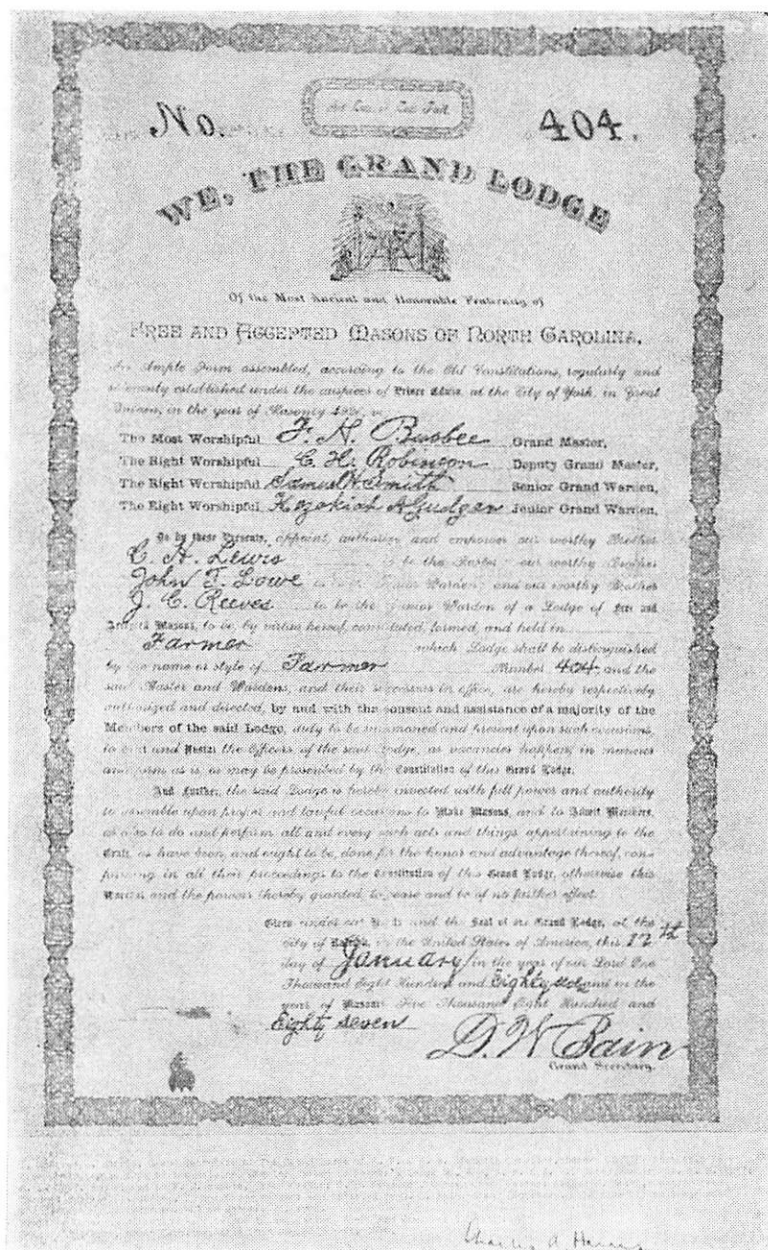 No. 404.
WE, THE GRAND LODGE
Of the Most Ancient and Honorable Fraternity of
FREE AND ACCEPTED MASONS OF NORTH CAROLINA,
In Ample Form assembled, according to the Old Constitutions, regularly and
solemnly established under the auspices of Prince Edwin, at the City of York, in Great
Britain, in the year of Masonry 4926,
The Most Worshipful F. H. Busbee Grand Master,
The Right Worshipful C. H. Robinson Deputy Grand Master,
The Right Worshipful Samuel H. Smith Senior Grand Warden,
The Right Worshipful Hezekiah A Gudger Junior Grand Warden,
Do by these Presents, appoint, authorize and empower our worthy Brother
C. H. Lewis to be the Master; our worthy Brother
John T. Lowe to be Senior Warden; and our worthy Brother
J. C. Reeves to be the Junior Warden of a Lodge of Free and
Accepted Masons, to be, by virtue hereof, constituted, formed, and held in
Farmer which Lodge shall be distinguished
by the name or style of Farmer Number 404, and the
said Master and Wardens, and their successors in office, are hereby respectively
authorized and directed, by and with the consent and assistance of a majority of the
Members of the said Lodge, duly to be summoned and present upon such occasions,
to elect and Install the Officers of the said Lodge, as vacancies happen, in manner
and form as is or may be prescribed by the Constitution of this Grand Lodge.
And further, the said Lodge is hereby invested with full power and authority
to assemble upon proper and lawful occasions to Make Masons, and to Admit Members,
as also to do and perform all and every such acts and things appertaining to the
Craft, as have been, and ought to be, done for the honor and advantage thereof, con-
forming in all their proceedings to the Constitution of this Grand Lodge, otherwise this
Warrant and the powers thereby granted, to cease and be of no further effect.
Given under our Hands and the Seal of our Grand Lodge, at the
City of Raleigh, in the United States of America, this 12th
day of January in the year of our Lord One
Thousand Eight Hundred and Eighty and in the
year of Masonry Five Thousand Eight Hundred and
Eighty seven
D. W. Bain
Grand Secretary.
Charles A.